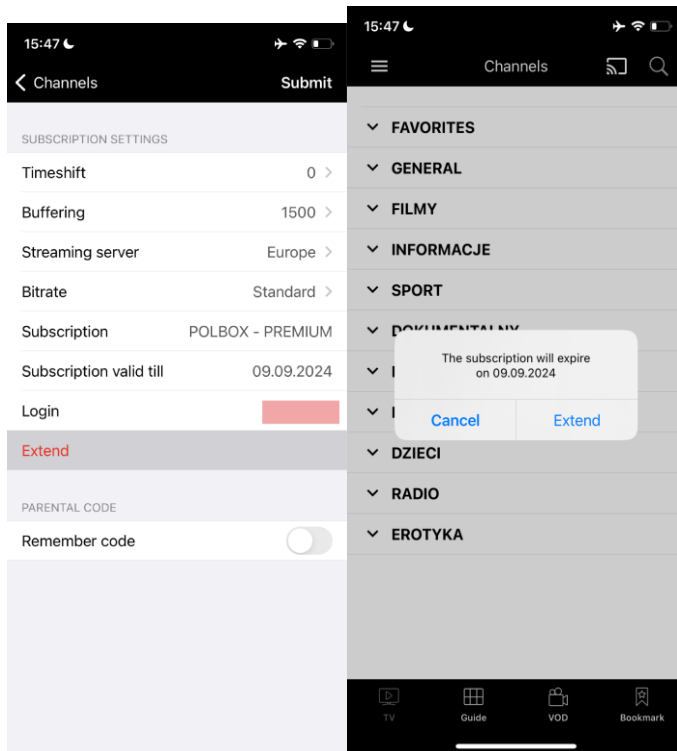 15:47
Channels
Submit
SUBSCRIPTION SETTINGS
Timeshift 0
Buffering 1500
Streaming server Europe
Bitrate Standard
Subscription POLBOX - PREMIUM
Subscription valid till 09.09.2024
Login
Extend
PARENTAL CODE
Remember code
15:47
Channels
FAVORITES
GENERAL
FILMY
INFORMACJE
SPORT
The subscription will expire
on 09.09.2024
Cancel Extend
DZIECI
RADIO
EROTYKA
TV Guide VOD Bookmark